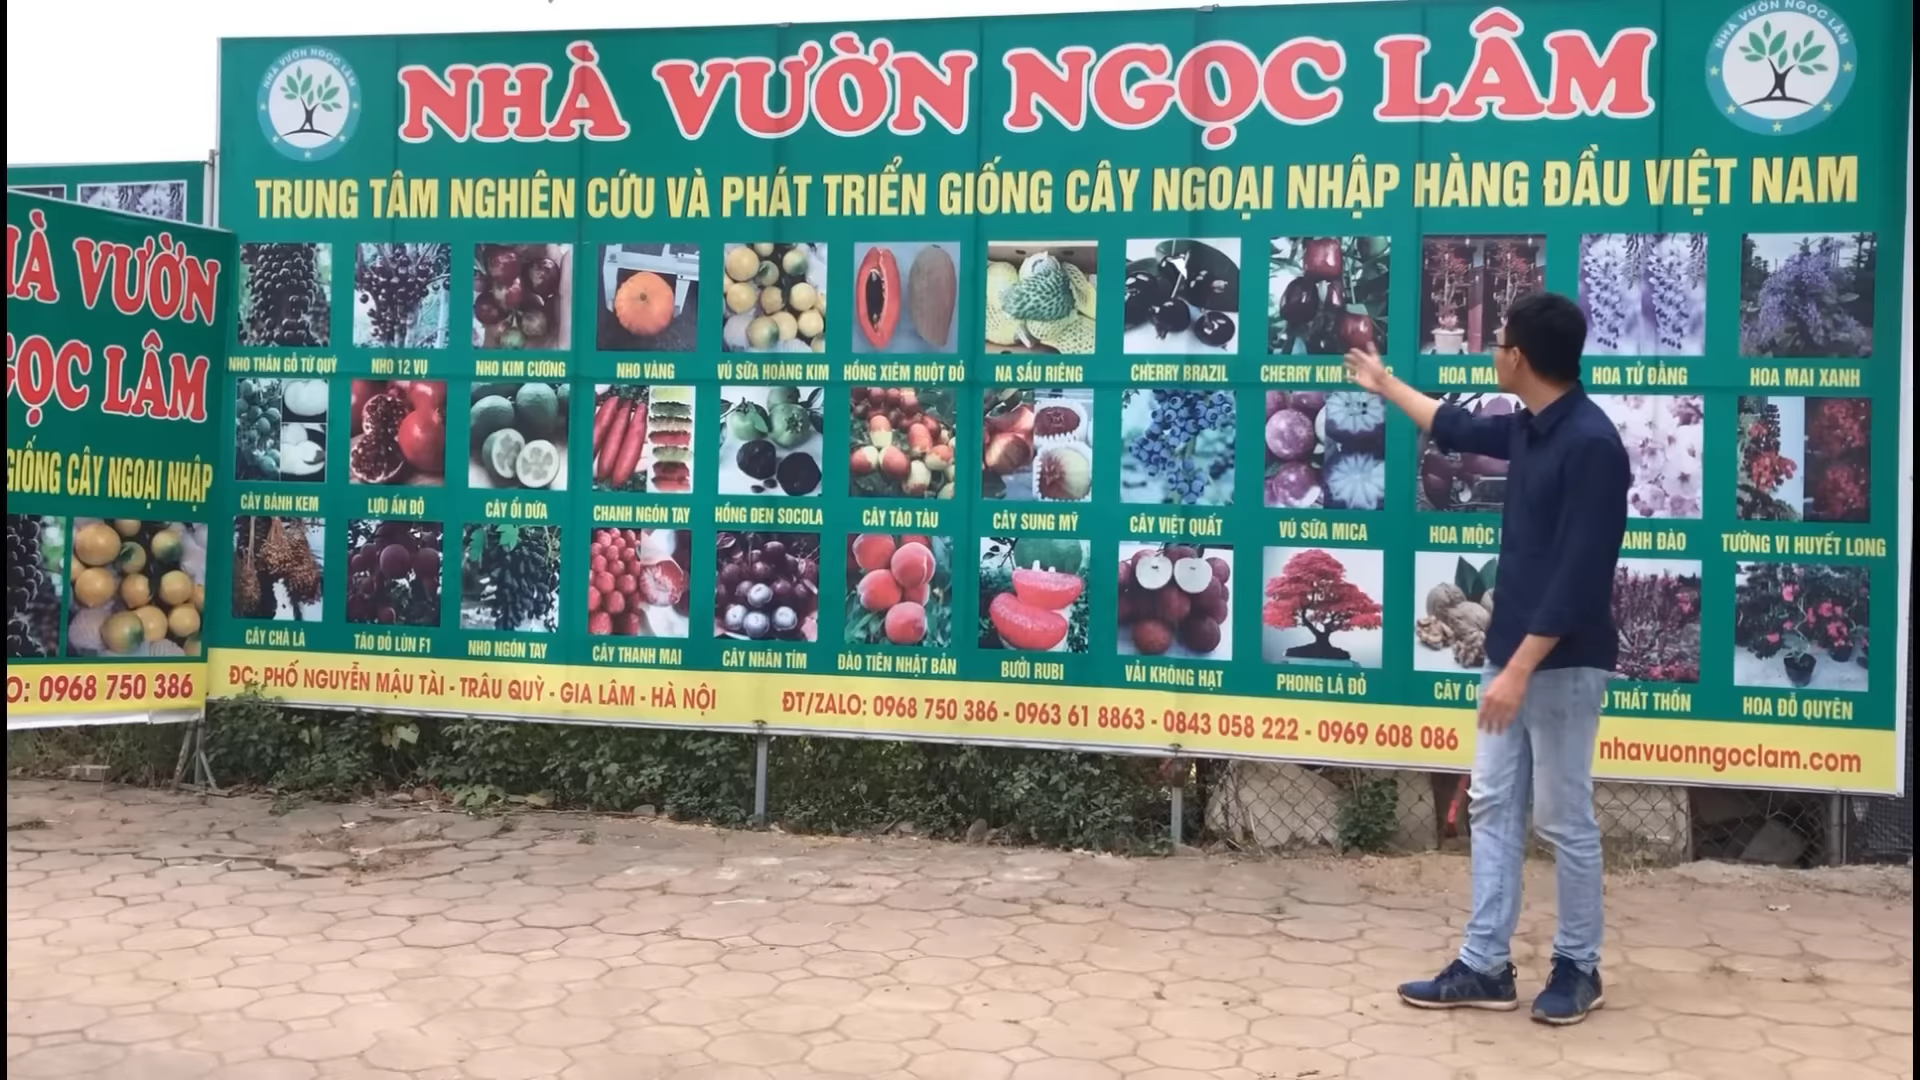 NHÀ VƯỜN NGỌC LÂM
NHÀ VƯỜN NGỌC LÂM
NHÀ VƯỜN NGỌC LÂM
TRUNG TÂM NGHIÊN CỨU VÀ PHÁT TRIỂN GIỐNG CÂY NGOẠI NHẬP HÀNG ĐẦU VIỆT NAM
NHO THÂN GỖ TỨ QUÝ NHO 12 VỤ NHO KIM CƯƠNG NHO VÀNG VÚ SỮA HOÀNG KIM HỒNG XIÊM RUỘT ĐỎ NA SẦU RIÊNG CHERRY BRAZIL CHERRY KIM HOA HOA TỬ ĐẰNG HOA MAI XANH
CÂY BÁNH KEM LỰU ẤN ĐỘ CÂY ỔI DỨA CHANH NGÓN TAY HỒNG ĐEN SOCOLA CÂY TÁO TÀU CÂY SUNG MỸ CÂY VIỆT QUẤT VÚ SỮA MICA HOA MỘC ANH ĐÀO TƯỜNG VI HUYẾT LONG
CÂY CHÀ LÀ TÁO ĐỎ LÙN F1 NHO NGÓN TAY CÂY THANH MAI CÂY NHÃN TÍM ĐÀO TIÊN NHẬT BẢN BƯỞI RUBI VẢI KHÔNG HẠT PHONG LÁ ĐỎ CÂY THẤT THỐN HOA ĐỖ QUYÊN
ĐC: PHỐ NGUYỄN MẬU TÀI - TRÂU QUỲ - GIA LÂM - HÀ NỘI ĐT/ZALO: 0968 750 386 - 0963 61 8863 - 0843 058 222 - 0969 608 086 nhavuonngoclam.com
À VƯỜN
GỌC LÂM
GIỐNG CÂY NGOẠI NHẬP
O: 0968 750 386